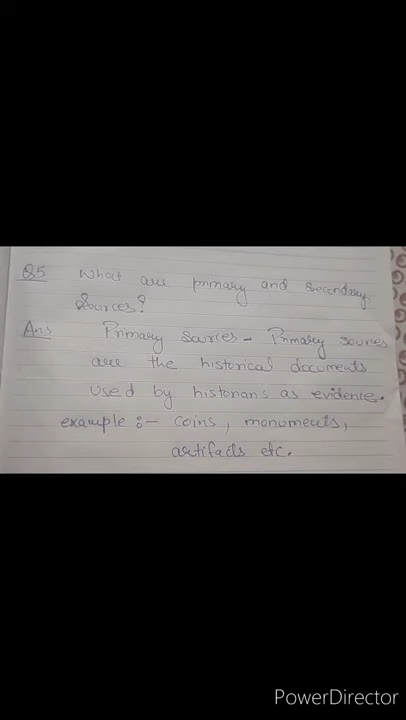 Q5 What are primary and secondary
sources?
Ans Primary sources - Primary sources
are the historical documents
used by historians as evidence.
example :- coins, monuments,
artifacts etc.
PowerDirector